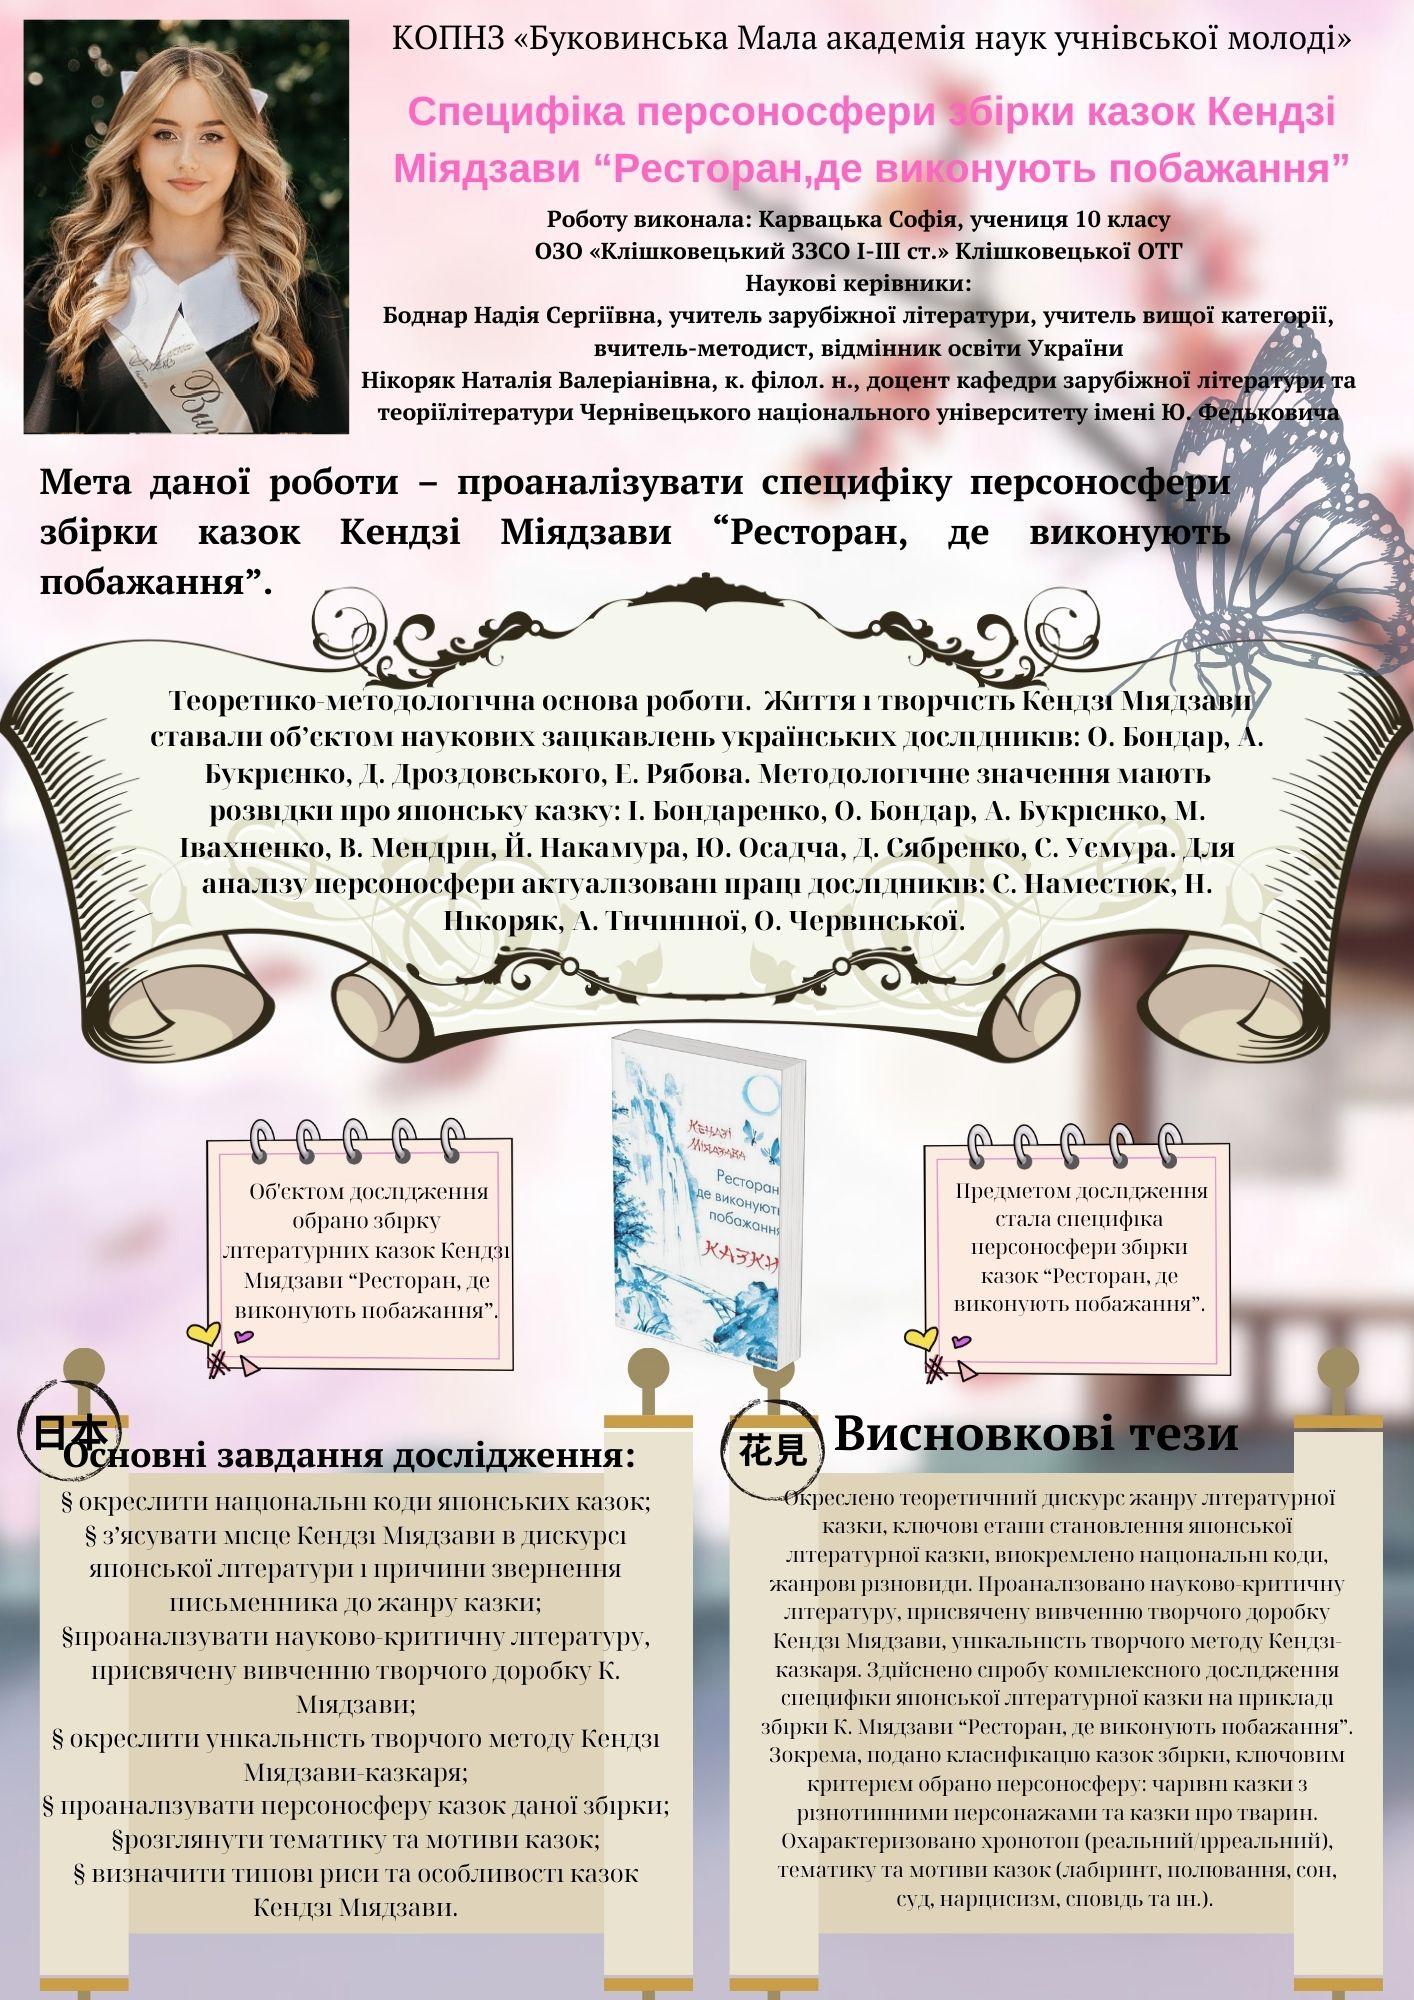 КОПНЗ «Буковинська Мала академія наук учнівської молоді»
Специфіка персоносфери збірки казок Кендзі
Міядзави “Ресторан,де виконують побажання”
Роботу виконала: Карвацька Софія, учениця 10 класу
ОЗО «Клішковецький ЗЗСО І-ІІІ ст.» Клішковецької ОТГ
Наукові керівники:
Боднар Надія Сергіївна, учитель зарубіжної літератури, учитель вищої категорії,
вчитель-методист, відмінник освіти України
Нікоряк Наталія Валеріанівна, к. філол. н., доцент кафедри зарубіжної літератури та
теоріїлітератури Чернівецького національного університету імені Ю. Федьковича
Мета даної роботи – проаналізувати специфіку персоносфери
збірки казок Кендзі Міядзави “Ресторан, де виконують
побажання”.
Теоретико-методологічна основа роботи. Життя і творчість Кендзі Міядзави
ставали об’єктом наукових зацікавлень українських дослідників: О. Бондар, А.
Букрієнко, Д. Дроздовського, Е. Рябова. Методологічне значення мають
розвідки про японську казку: І. Бондаренко, О. Бондар, А. Букрієнко, М.
Івахненко, В. Мендрін, Й. Накамура, Ю. Осадча, Д. Сябренко, С. Уємура. Для
аналізу персоносфери актуалізовані праці дослідників: С. Наместюк, Н.
Нікоряк, А. Тичініної, О. Червінської.
КЕНДЗІ
МІЯДЗАВА
Ресторан,
де виконують
побажання
КАЗКИ
Об'єктом дослідження
обрано збірку
літературних казок Кендзі
Міядзави “Ресторан, де
виконують побажання”.
Предметом дослідження
стала специфіка
персоносфери збірки
казок “Ресторан, де
виконують побажання”.
日本
Основні завдання дослідження:
§ окреслити національні коди японських казок;
§ з’ясувати місце Кендзі Міядзави в дискурсі
японської літератури і причини звернення
письменника до жанру казки;
§проаналізувати науково-критичну літературу,
присвячену вивченню творчого доробку К.
Міядзави;
§ окреслити унікальність творчого методу Кендзі
Міядзави-казкаря;
§ проаналізувати персоносферу казок даної збірки;
§розглянути тематику та мотиви казок;
§ визначити типові риси та особливості казок
Кендзі Міядзави.
花見
Висновкові тези
Окреслено теоретичний дискурс жанру літературної
казки, ключові етапи становлення японської
літературної казки, виокремлено національні коди,
жанрові різновиди. Проаналізовано науково-критичну
літературу, присвячену вивченню творчого доробку
Кендзі Міядзави, унікальність творчого методу Кендзі-
казкаря. Здійснено спробу комплексного дослідження
специфіки японської літературної казки на прикладі
збірки К. Міядзави “Ресторан, де виконують побажання”.
Зокрема, подано класифікацію казок збірки, ключовим
критерієм обрано персоносферу: чарівні казки з
різнотипними персонажами та казки про тварин.
Охарактеризовано хронотоп (реальний/ірреальний),
тематику та мотиви казок (лабіринт, полювання, сон,
суд, нарцисизм, сповідь та ін.).